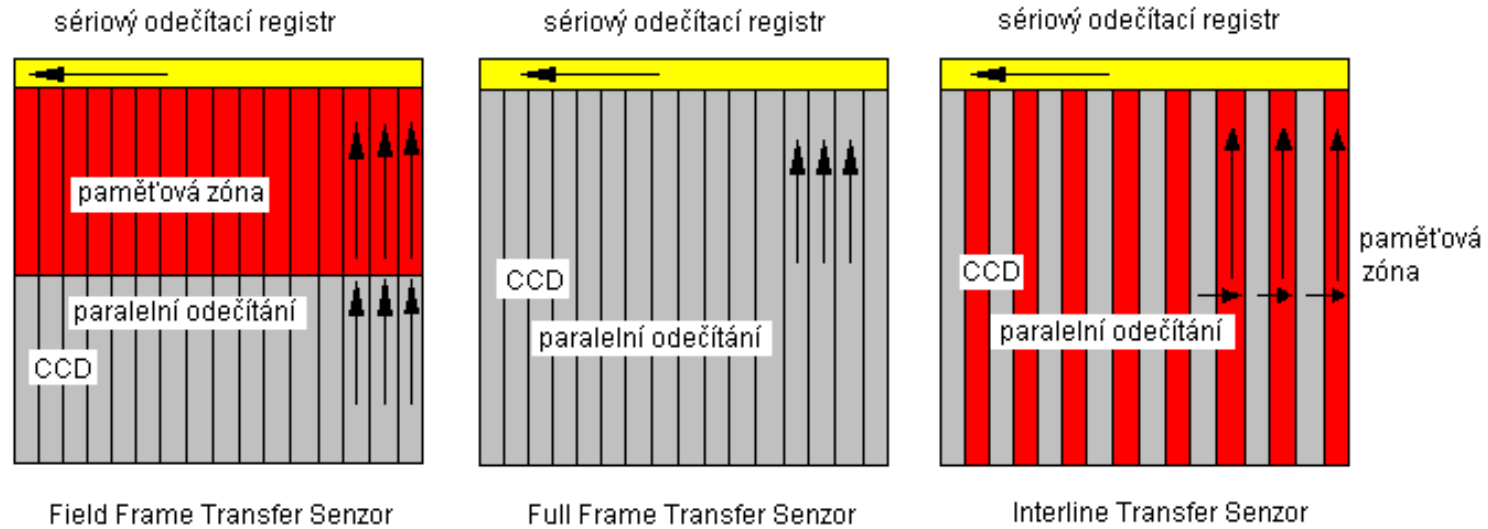 sériový odečítací registr
paměťová zóna
paralelní odečítání
CCD
Field Frame Transfer Senzor
sériový odečítací registr
CCD
paralelní odečítání
Full Frame Transfer Senzor
sériový odečítací registr
CCD
paralelní odečítání
paměťová
zóna
Interline Transfer Senzor